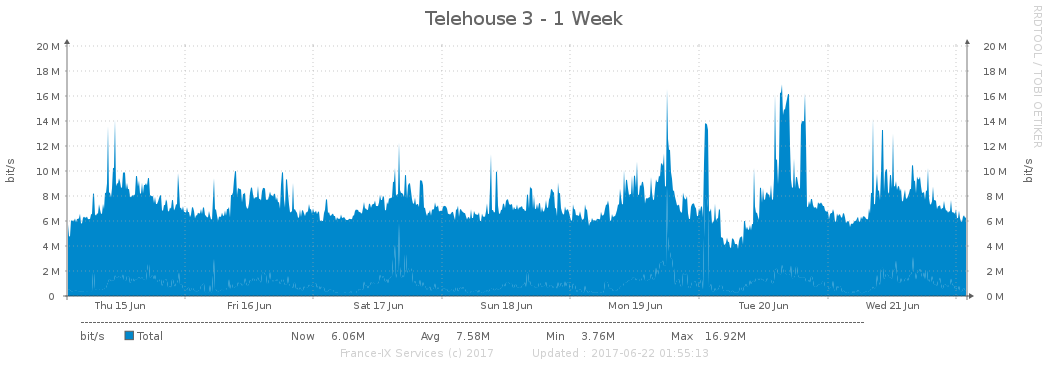 Telehouse 3 - 1 Week
RRDTOOL / TOBI OETIKER
bit/s
20 M 20 M
18 M 18 M
16 M 16 M
14 M 14 M
12 M 12 M
10 M 10 M
8 M 8 M
6 M 6 M
4 M 4 M
2 M 2 M
0 0 M
bit/s
Thu 15 Jun Fri 16 Jun Sat 17 Jun Sun 18 Jun Mon 19 Jun Tue 20 Jun Wed 21 Jun
bit/s Total Now 6.06M Avg 7.58M Min 3.76M Max 16.92M
France-IX Services (c) 2017 Updated : 2017-06-22 01:55:13